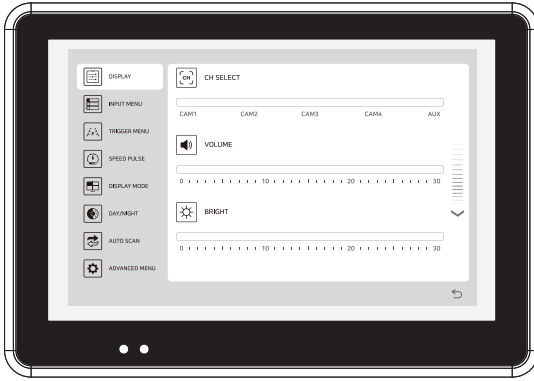 DISPLAY
INPUT MENU
TRIGGER MENU
SPEED PULSE
DISPLAY MODE
DAY/NIGHT
AUTO SCAN
ADVANCED MENU
CH
CH SELECT
CAM1 CAM2 CAM3 CAM4 AUX
VOLUME
0 10 20 30
BRIGHT
0 10 20 30